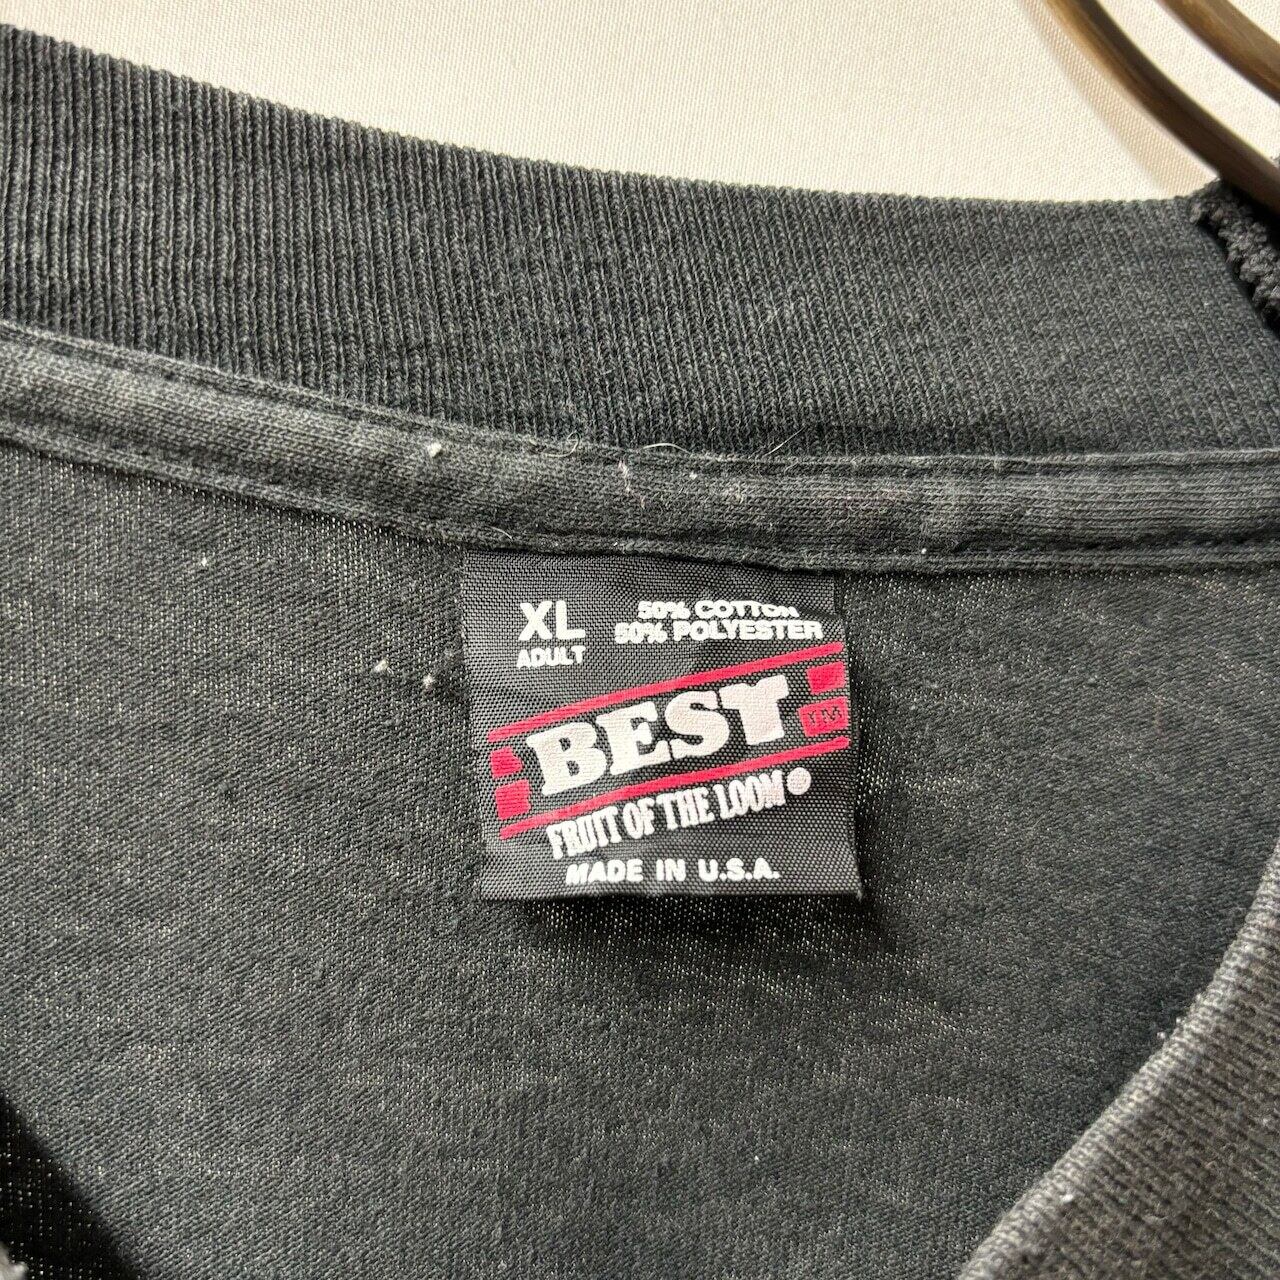 XL
ADULT
50% COTTON
50% POLYESTER
BEST
TM
FRUIT OF THE LOOM
MADE IN U.S.A.